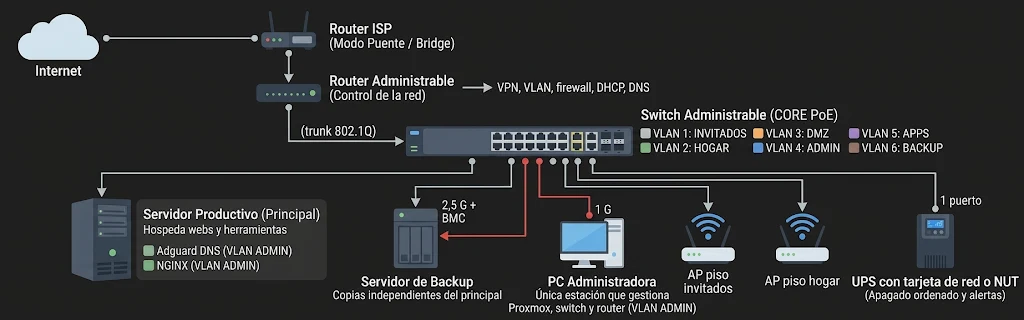 Internet
Router ISP
(Modo Puente / Bridge)
Router Administrable
(Control de la red)
VPN, VLAN, firewall, DHCP, DNS
(trunk 802.1Q)
Switch Administrable (CORE PoE)
VLAN 1: INVITADOS
VLAN 3: DMZ
VLAN 5: APPS
VLAN 2: HOGAR
VLAN 4: ADMIN
VLAN 6: BACKUP
Servidor Productivo (Principal)
Hospeda webs y herramientas
Adguard DNS (VLAN ADMIN)
NGINX (VLAN ADMIN)
2,5 G +
BMC
Servidor de Backup
Copias independientes del principal
1 G
PC Administradora
Única estación que gestiona
Proxmox, switch y router (VLAN ADMIN)
AP piso
invitados
AP piso hogar
1 puerto
UPS con tarjeta de red o NUT
(Apagado ordenado y alertas)